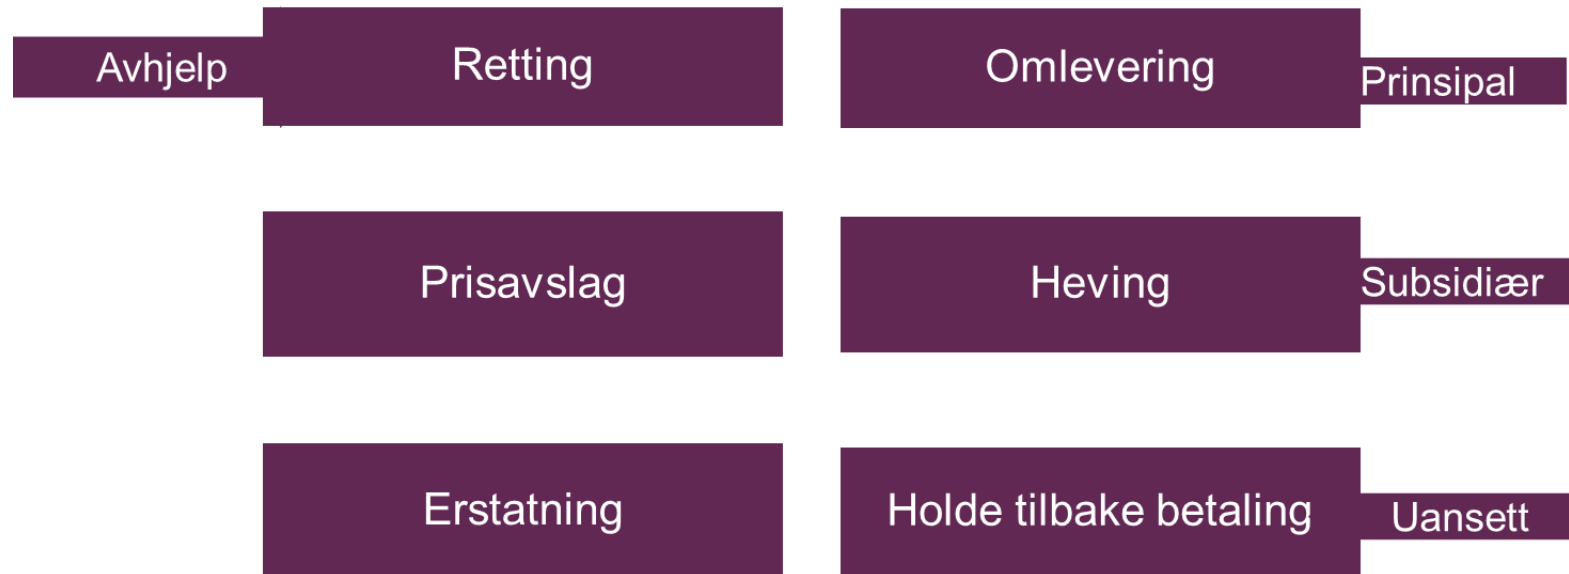 Avhjelp
Retting
Omlevering
Prinsipal
Prisavslag
Heving
Subsidiær
Erstatning
Holde tilbake betaling
Uansett